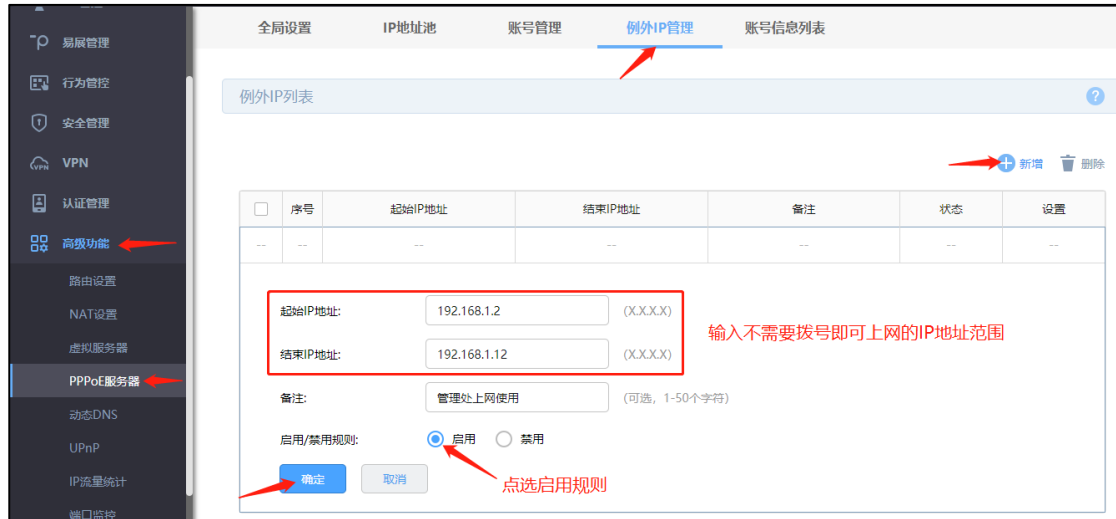 易展管理
行为管控
安全管理
VPN
认证管理
高级功能
路由设置
NAT设置
虚拟服务器
PPPoE服务器
动态DNS
UPnP
IP流量统计
端口监控
全局设置 IP地址池 账号管理 例外IP管理 账号信息列表
例外IP列表 ?
新增 删除
序号 起始IP地址 结束IP地址 备注 状态 设置
-- -- -- -- -- -- --
起始IP地址: 192.168.1.2 (X.X.X.X)
结束IP地址: 192.168.1.12 (X.X.X.X)
输入不需要拨号即可上网的IP地址范围
备注: 管理处上网使用 (可选，1-50个字符)
启用/禁用规则: 启用 禁用
确定 取消
点选启用规则